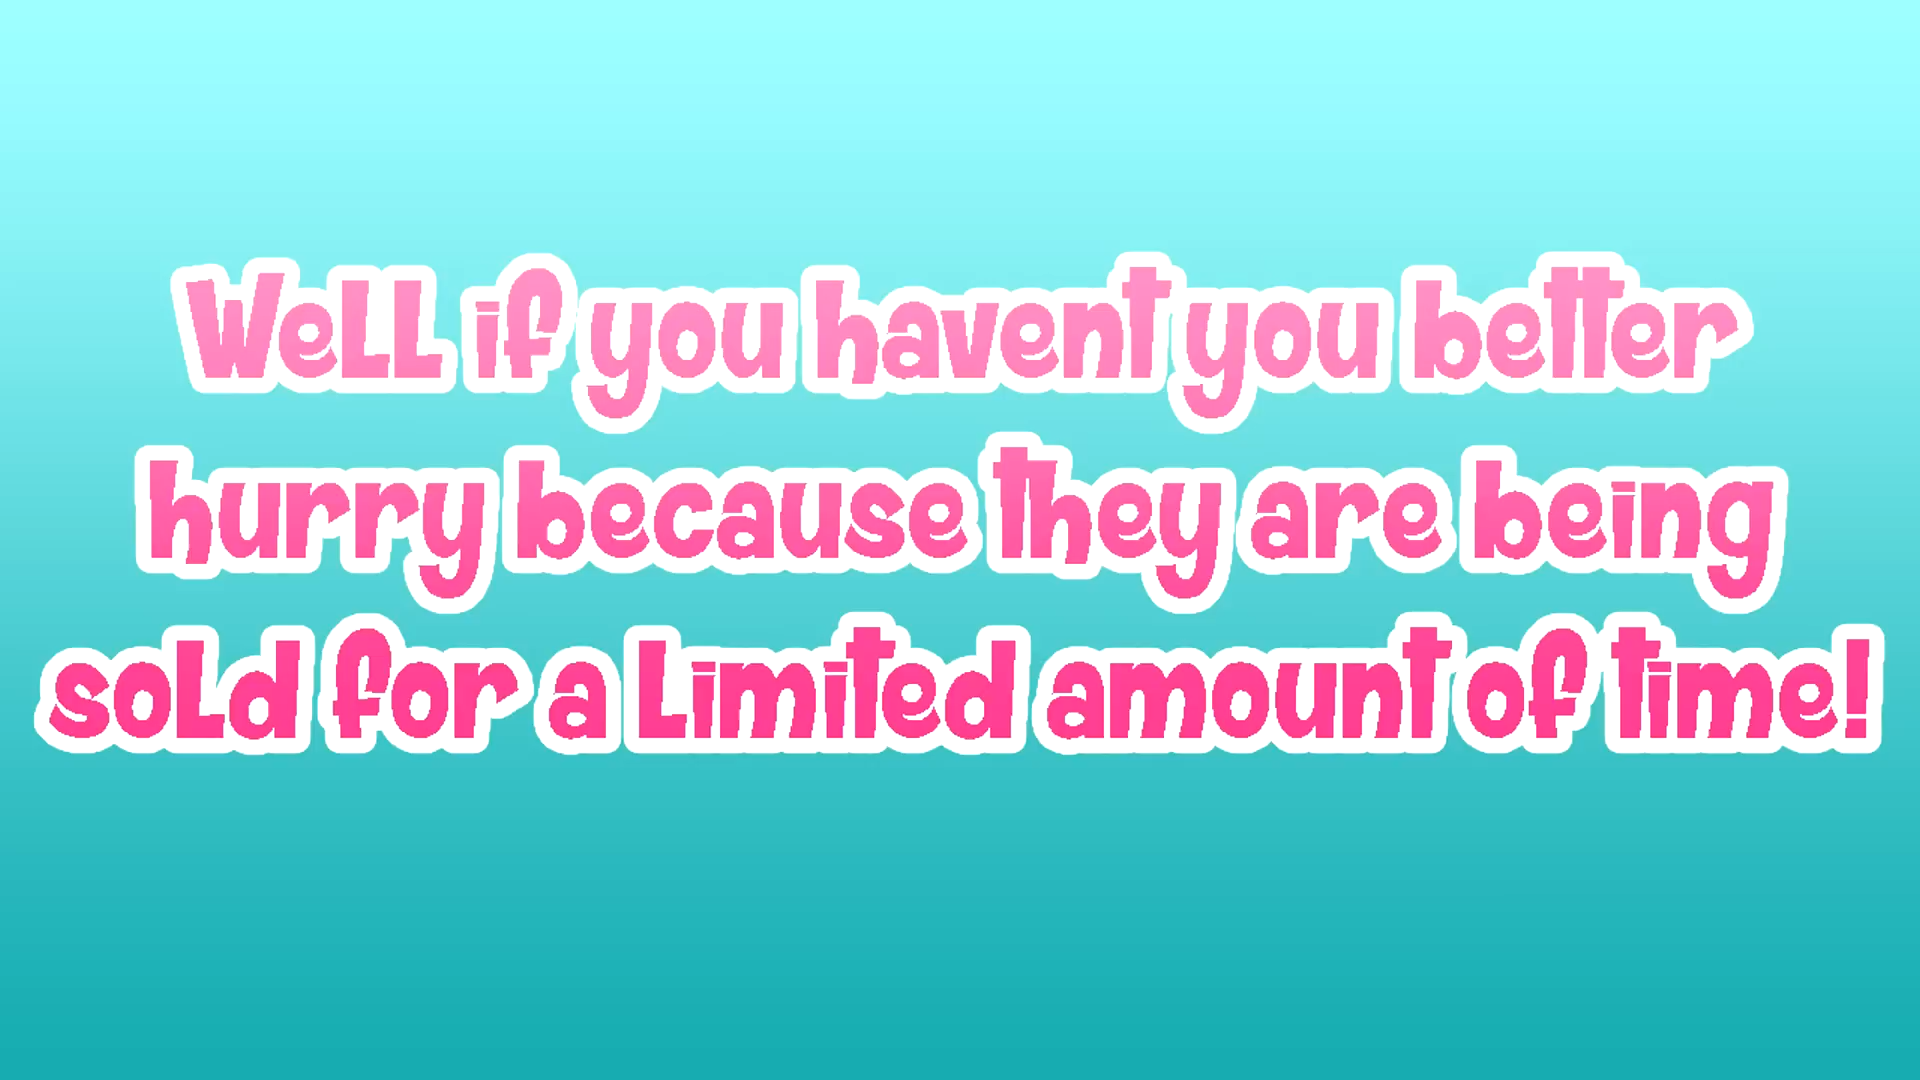 Well if you havent you better
hurry because they are being
sold for a limited amount of time!